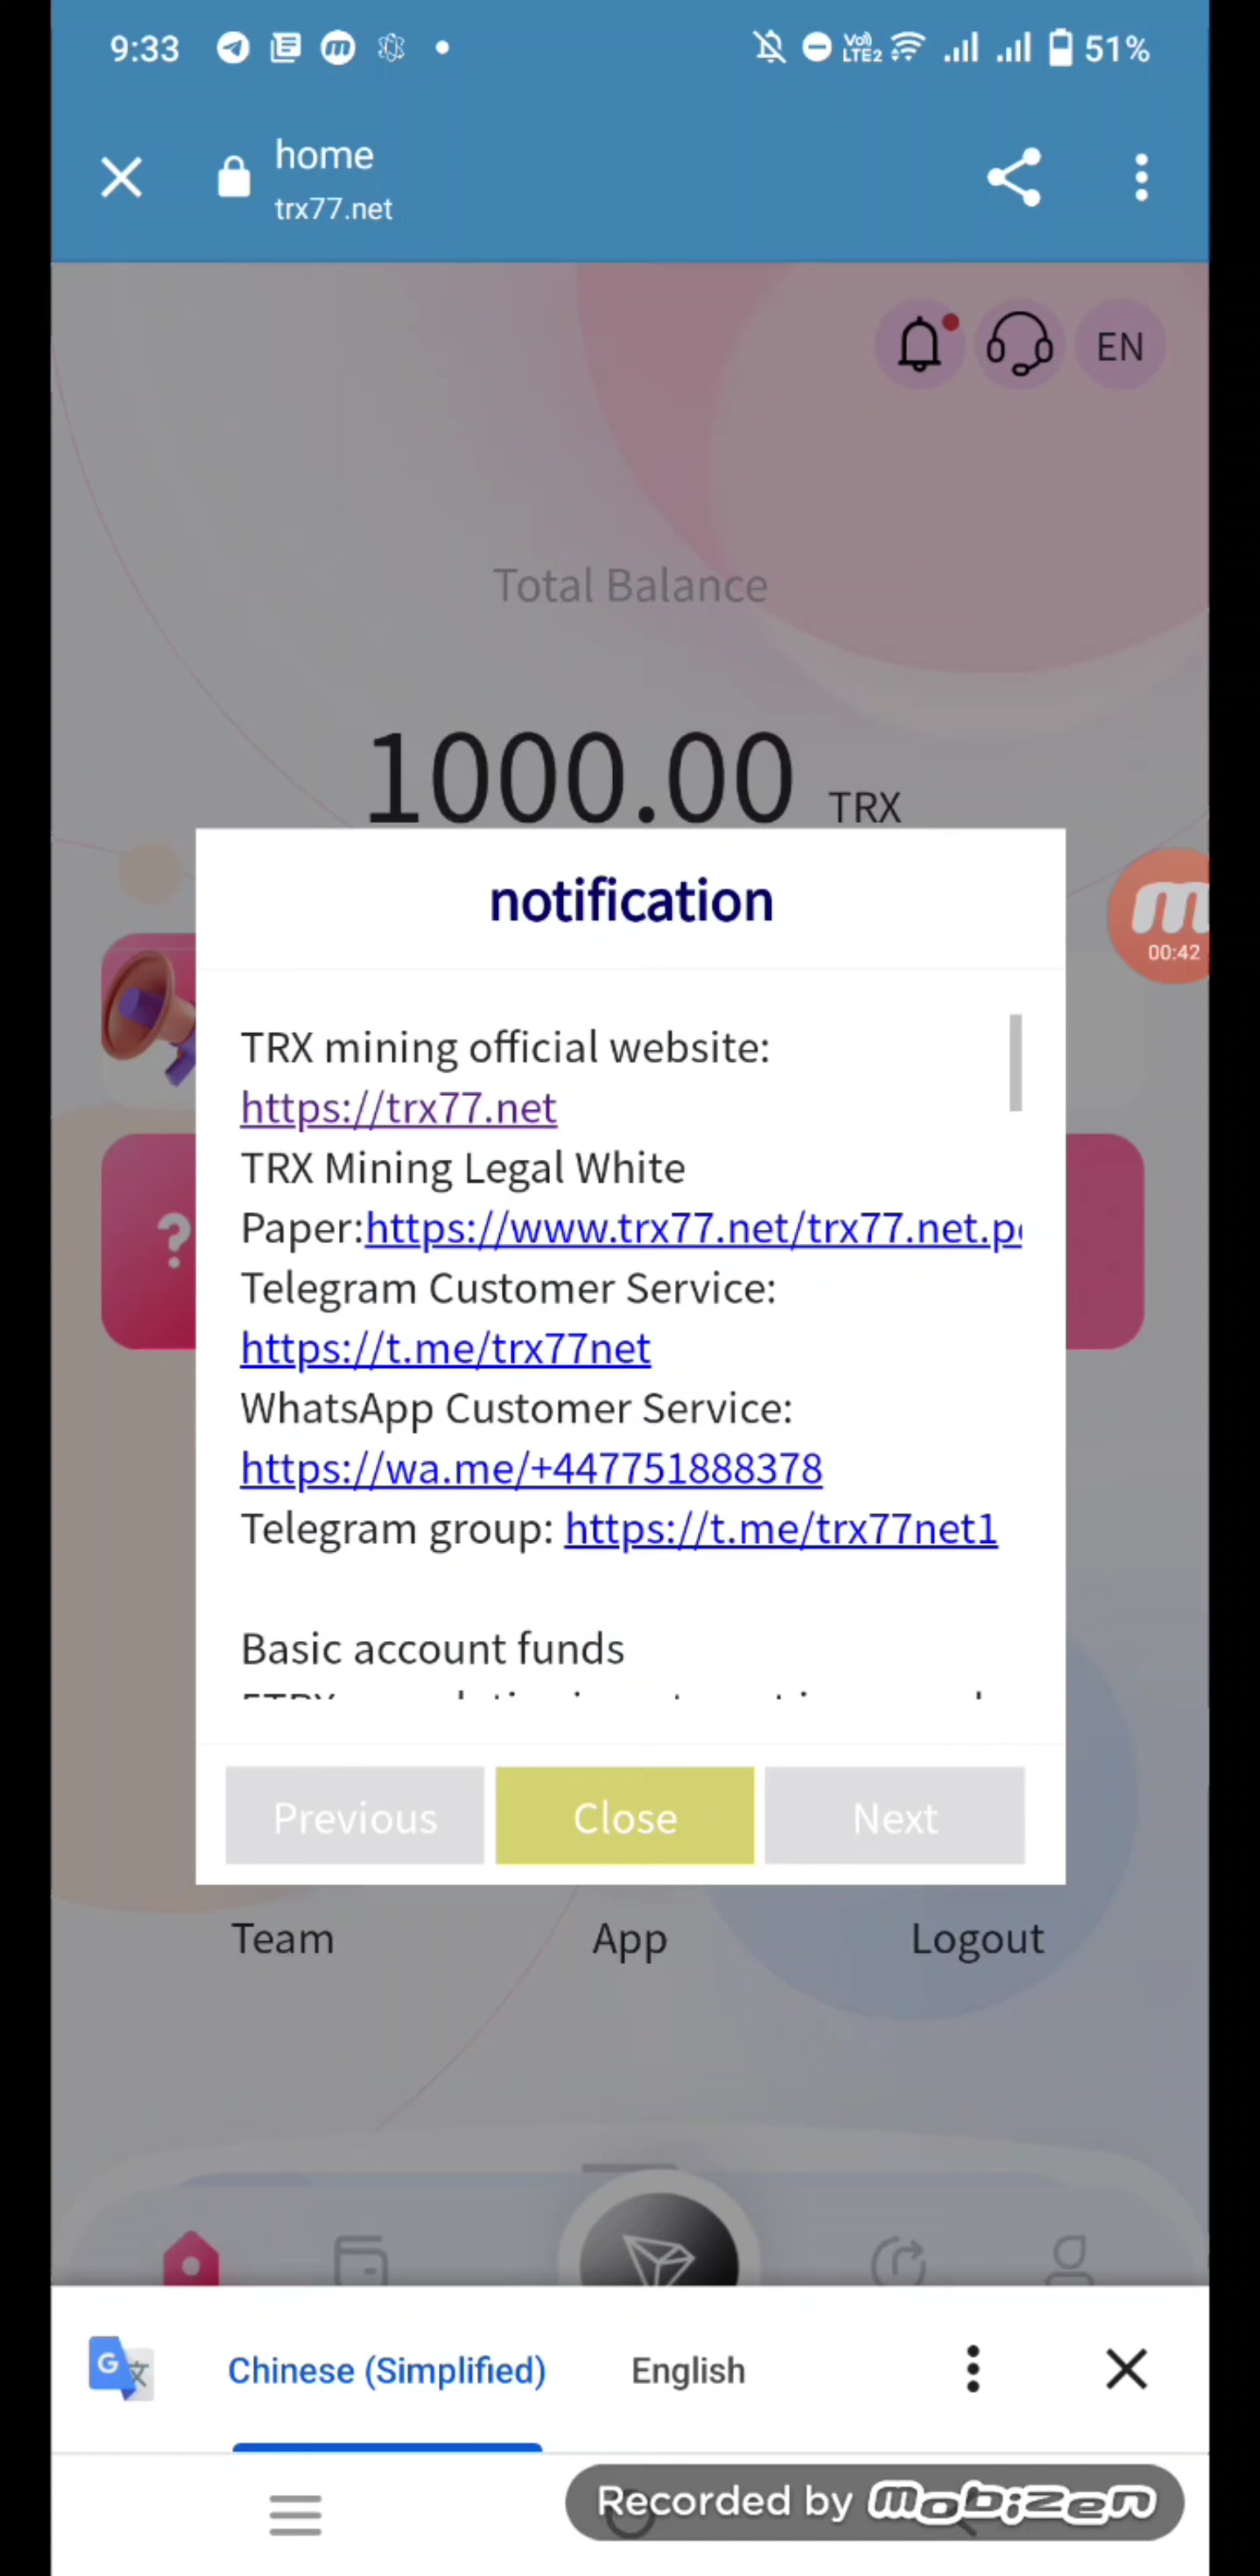 9:33
VoLTE2
51%
home
trx77.net
EN
Total Balance
1000.00 TRX
notification
00:42
TRX mining official website:
https://trx77.net
TRX Mining Legal White
Paper:https://www.trx77.net/trx77.net.p
Telegram Customer Service:
https://t.me/trx77net
?
WhatsApp Customer Service:
https://wa.me/+447751888378
Telegram group: https://t.me/trx77net1
Basic account funds
Previous
Close
Next
Team
App
Logout
Chinese (Simplified)
English
Recorded by mobizen